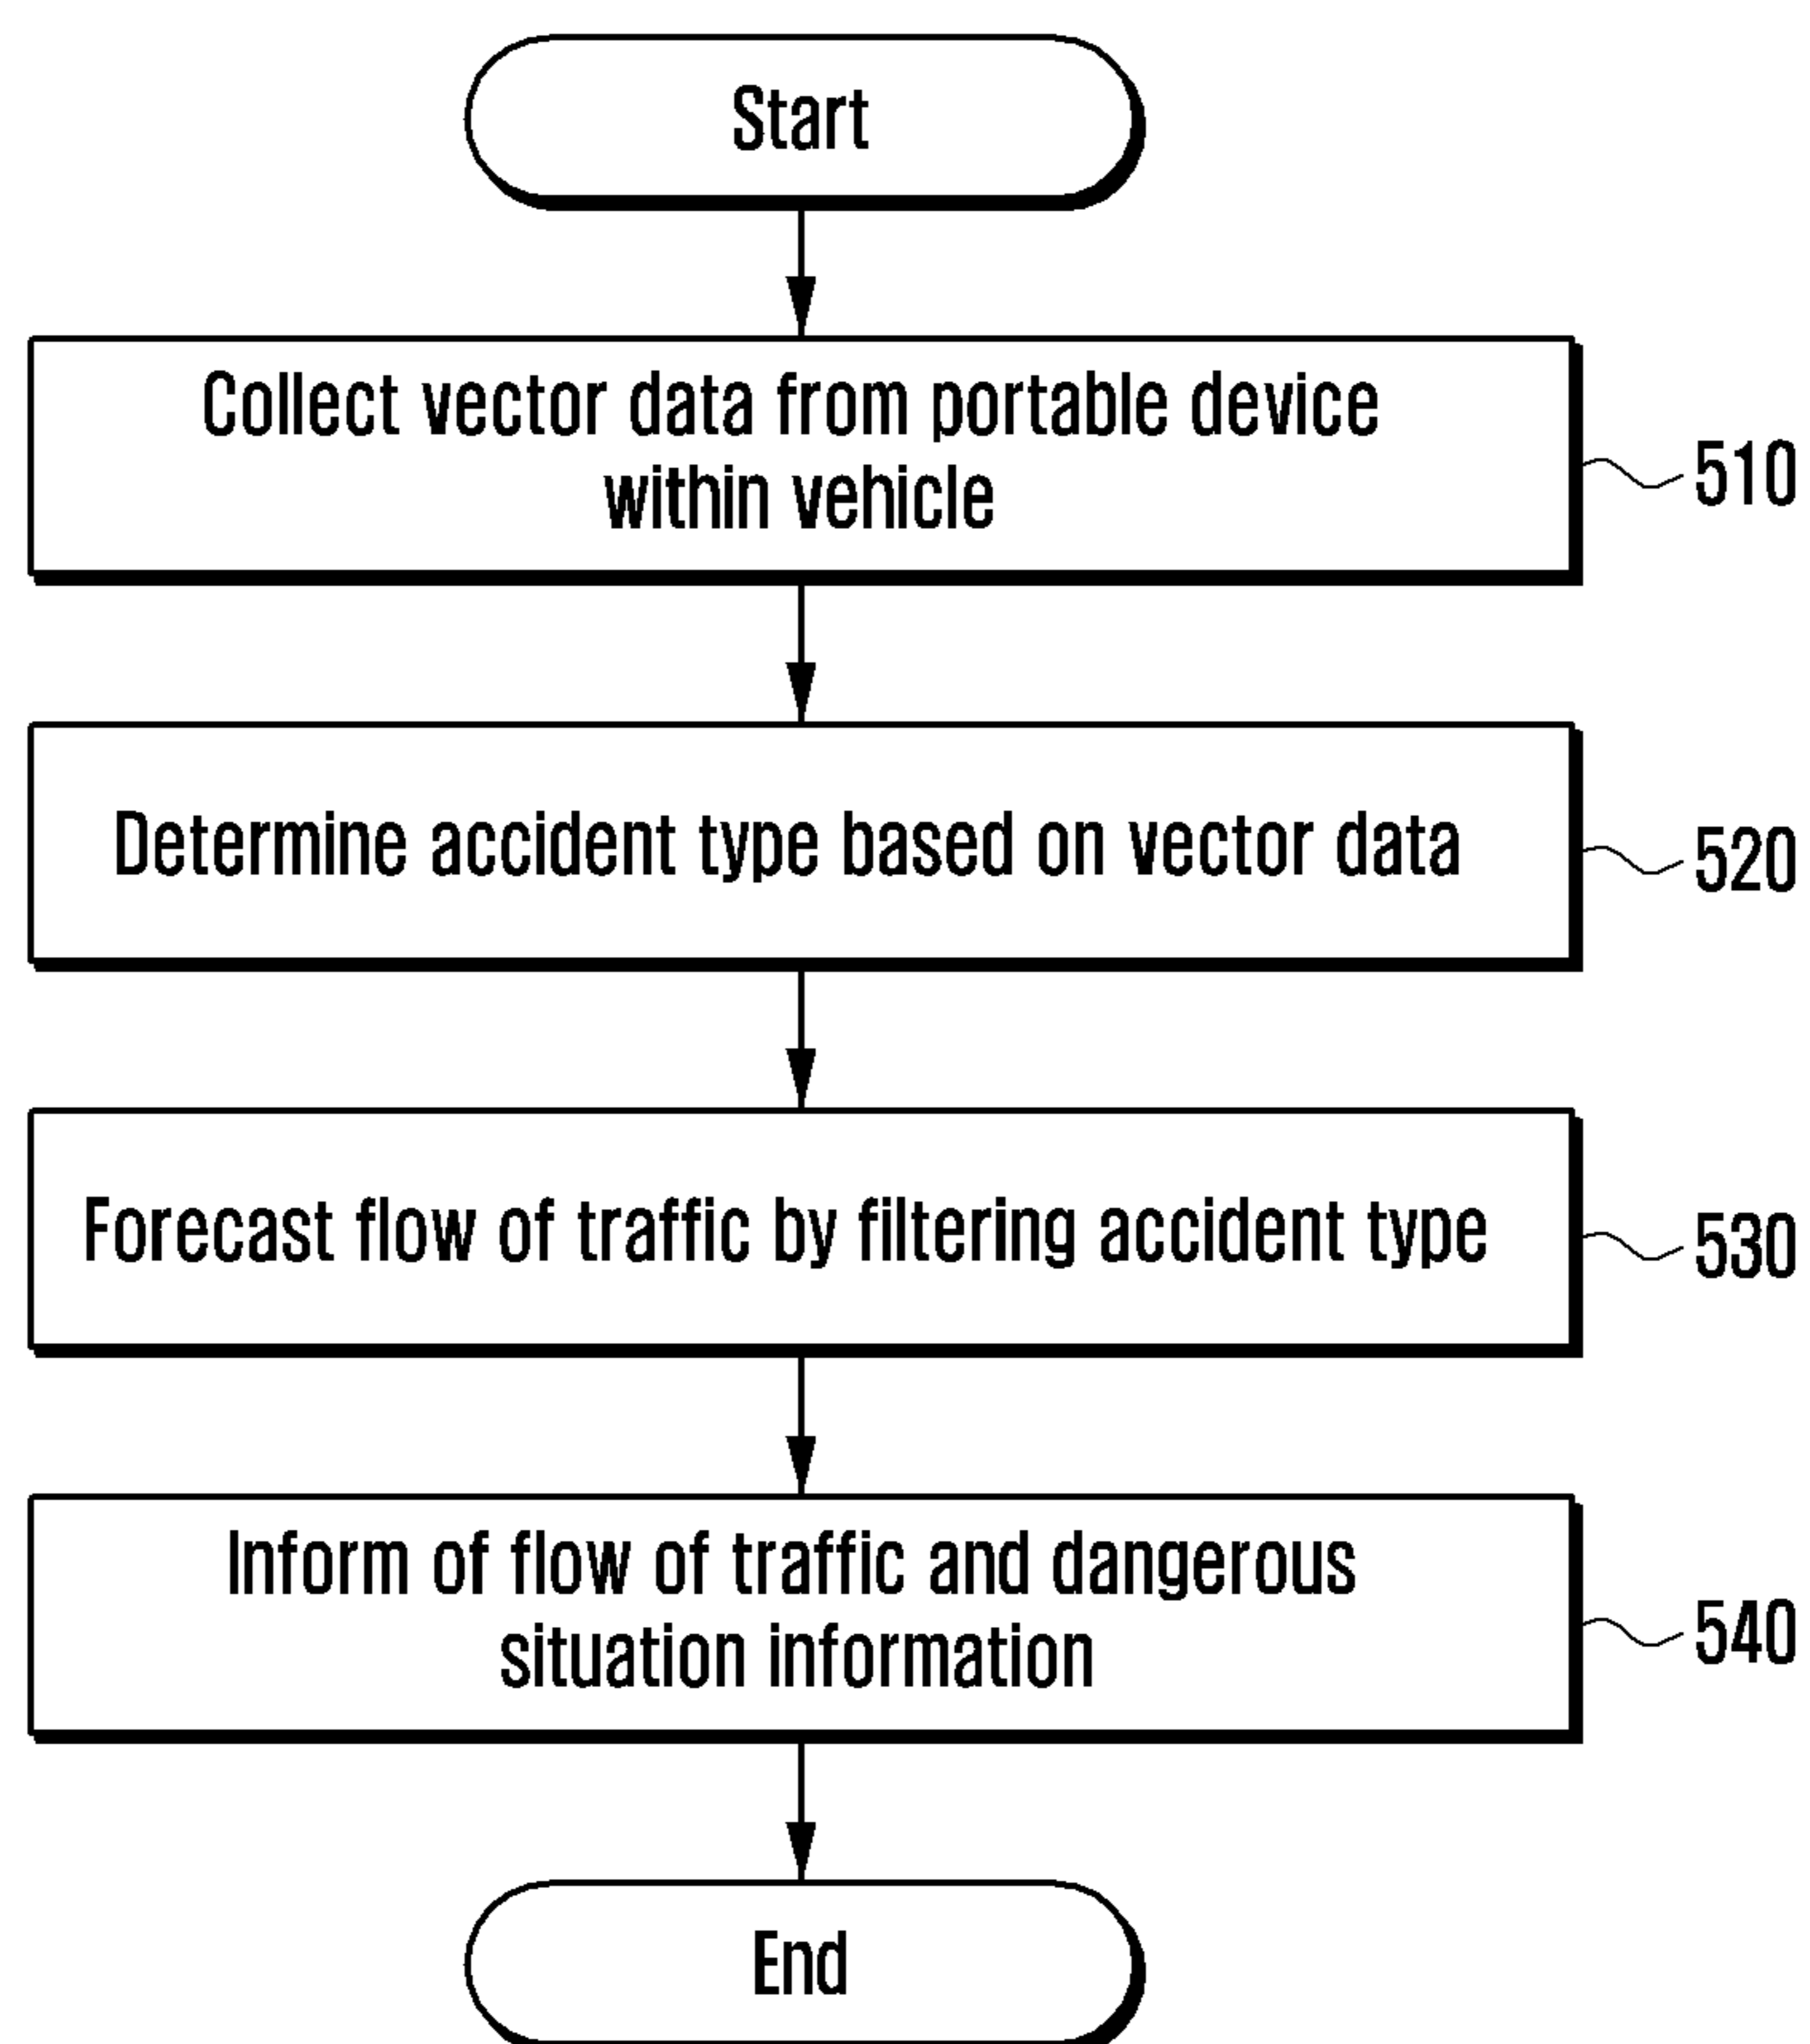 Start
Collect vector data from portable device
within vehicle
510
Determine accident type based on vector data
520
Forecast flow of traffic by filtering accident type
530
Inform of flow of traffic and dangerous
situation information
540
End